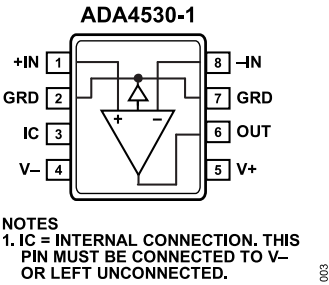 ADA4530-1
+IN 1
8 –IN
GRD 2
7 GRD
IC 3
6 OUT
V– 4
5 V+
+ –
NOTES
1. IC = INTERNAL CONNECTION. THIS
PIN MUST BE CONNECTED TO V–
OR LEFT UNCONNECTED.
003